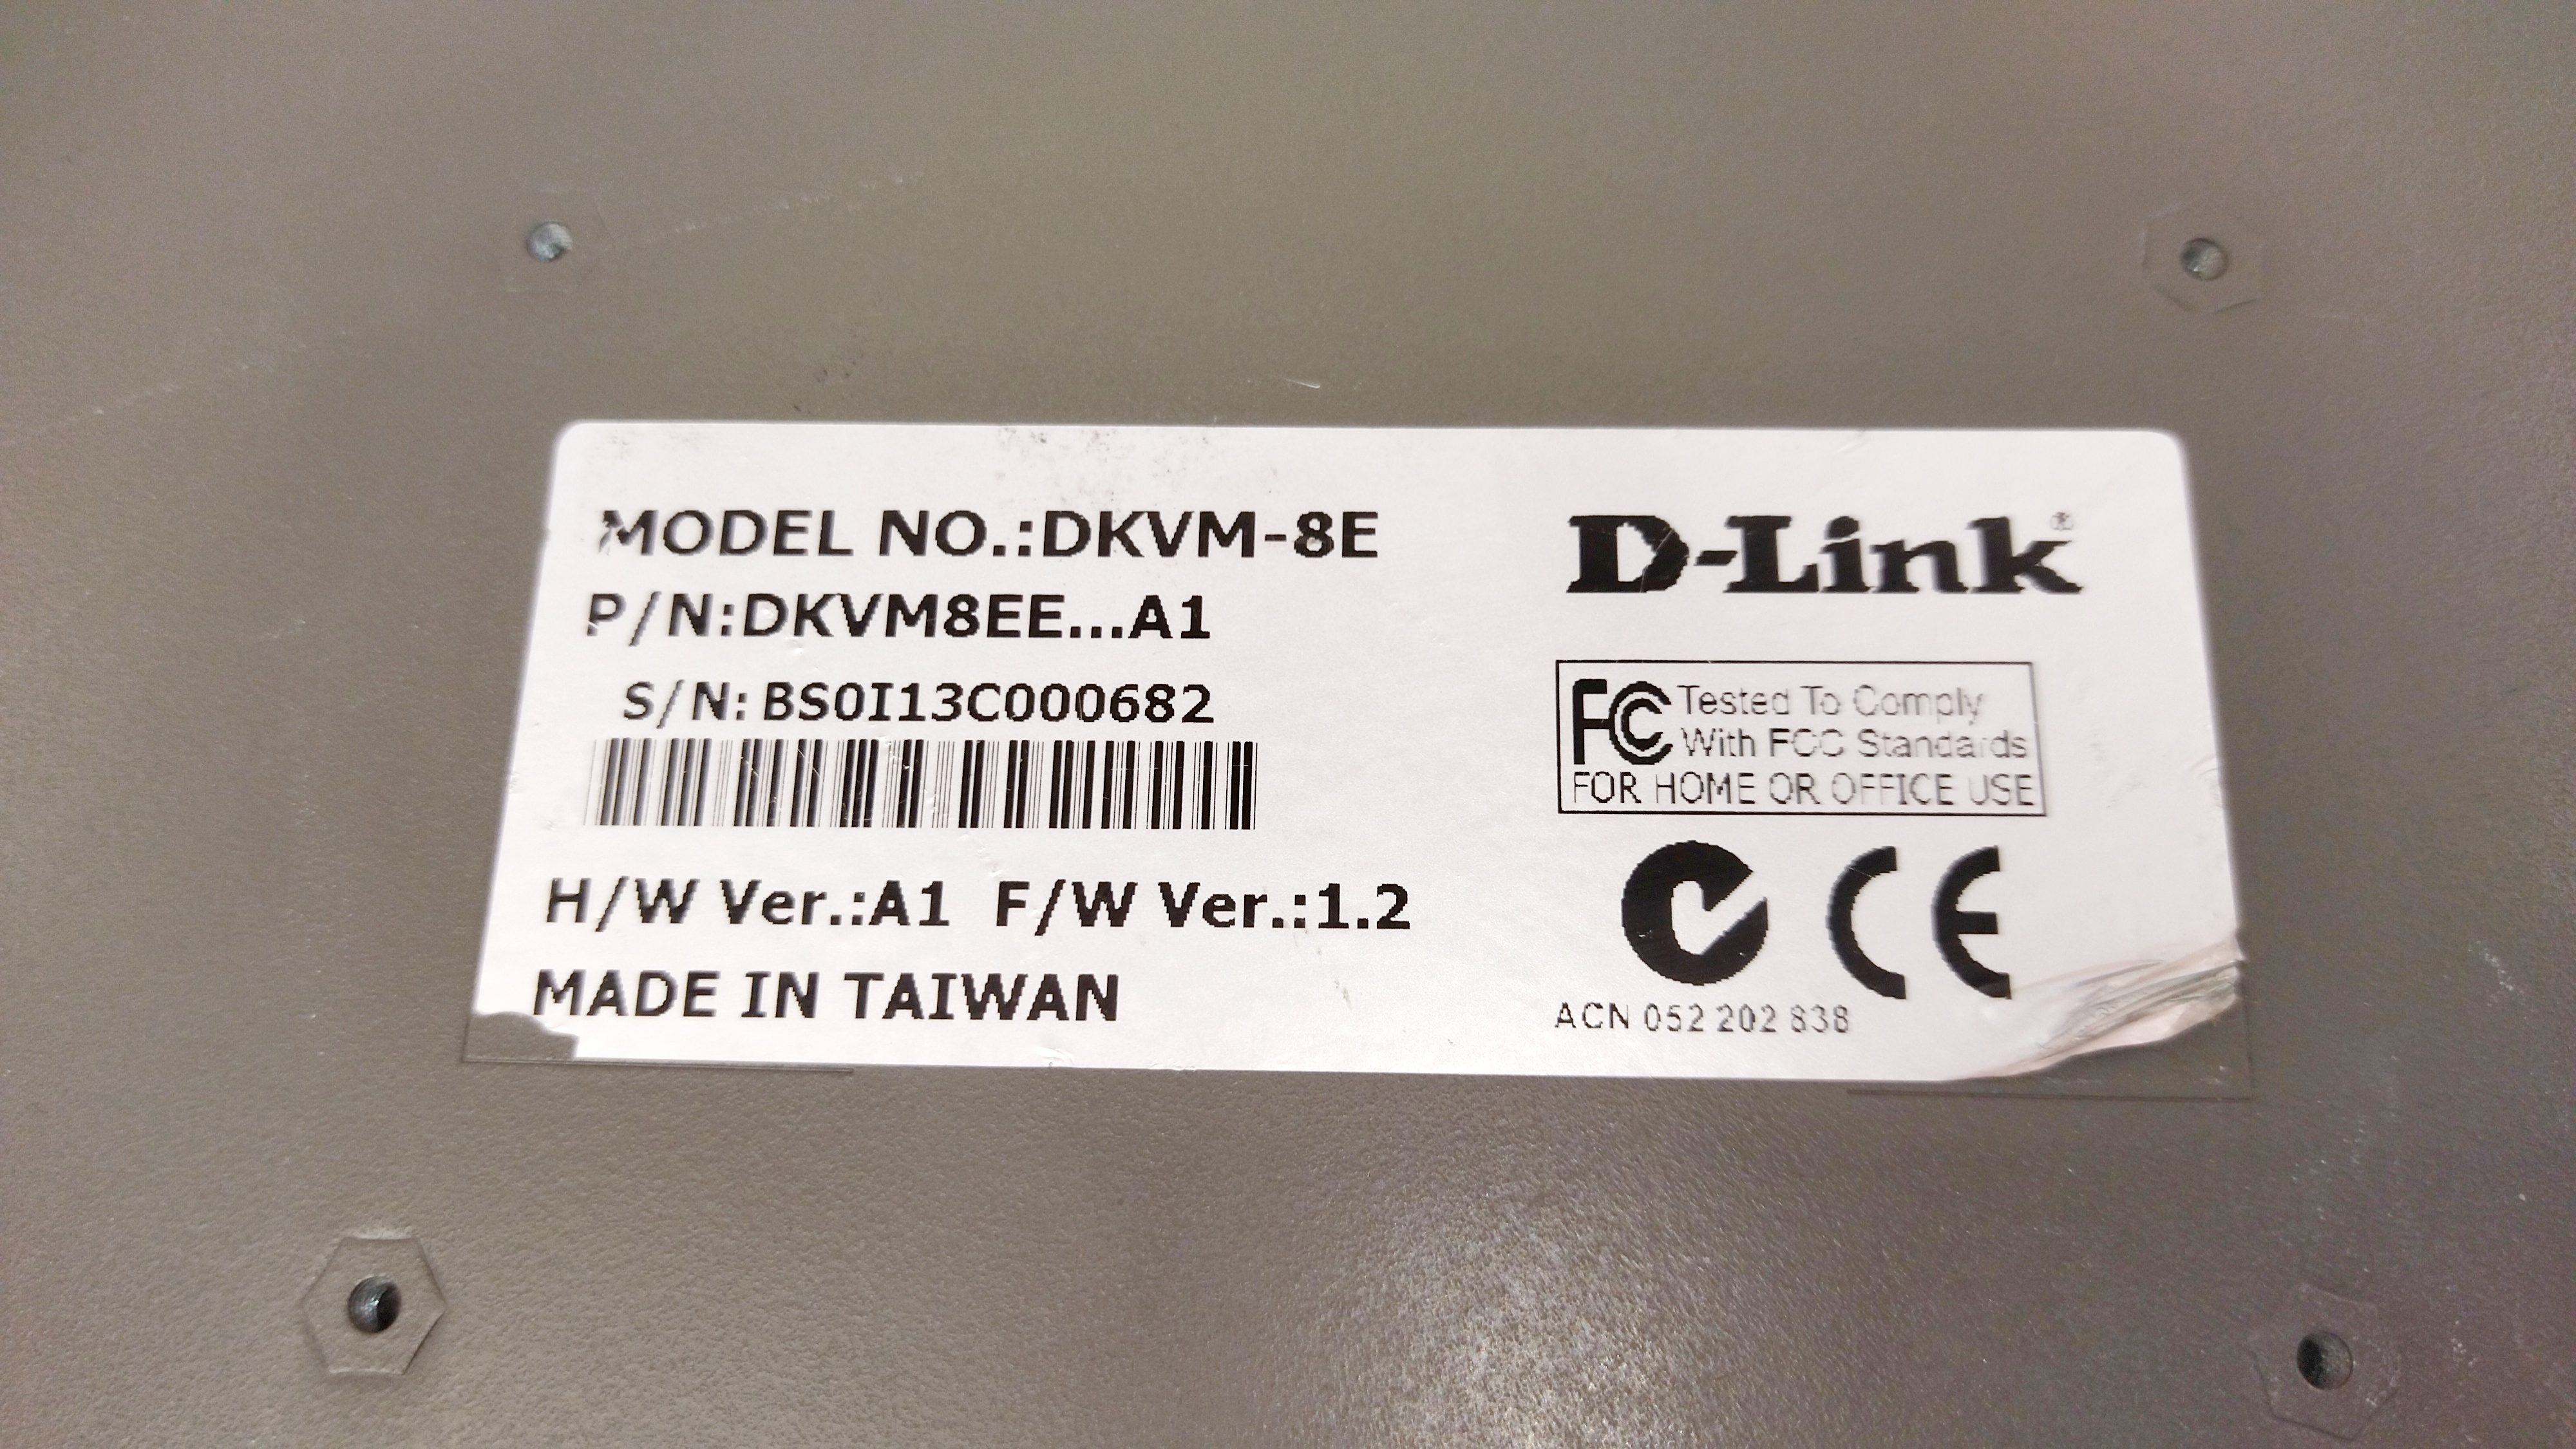 MODEL NO.:DKVM-8E
P/N:DKVM8EE...A1
S/N: BS0I13C000682
H/W Ver.:A1 F/W Ver.:1.2
MADE IN TAIWAN
D-Link®
FC Tested To Comply
With FCC Standards
FOR HOME OR OFFICE USE
CE
ACN 052 202 838